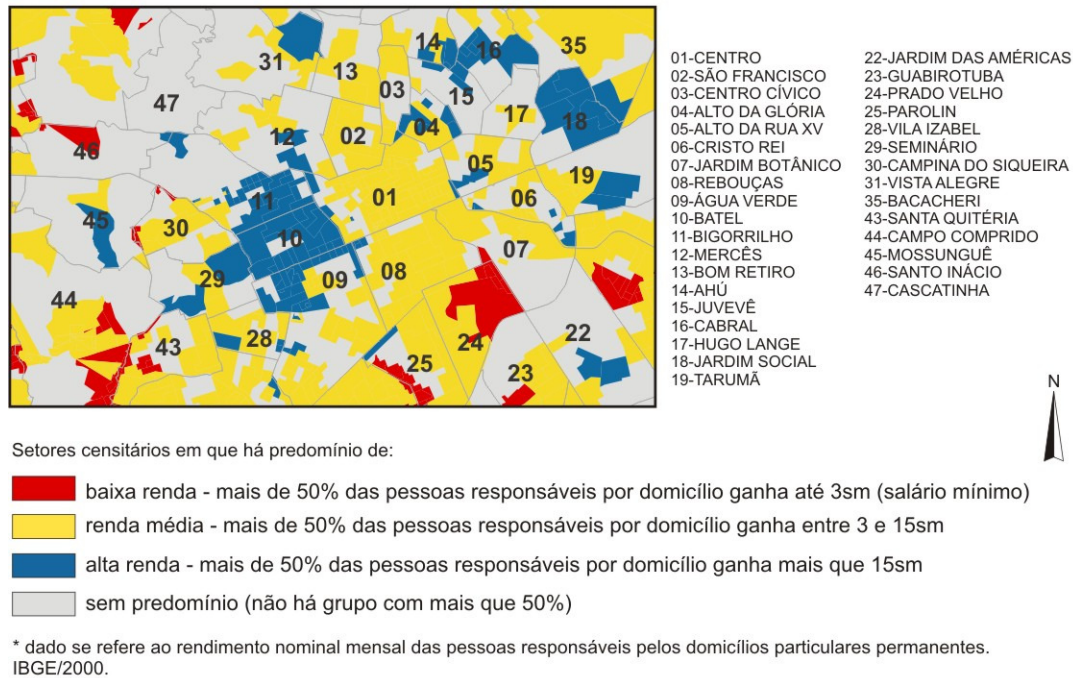 35
14
16
31
13
03
15
47
17
18
12
02
04
46
05
19
11
01
06
45
30
10
07
29
09
08
44
22
28
24
43
25
23
01-CENTRO
02-SÃO FRANCISCO
03-CENTRO CÍVICO
04-ALTO DA GLÓRIA
05-ALTO DA RUA XV
06-CRISTO REI
07-JARDIM BOTÂNICO
08-REBOUÇAS
09-ÁGUA VERDE
10-BATEL
11-BIGORRILHO
12-MERCÊS
13-BOM RETIRO
14-AHÚ
15-JUVEVÊ
16-CABRAL
17-HUGO LANGE
18-JARDIM SOCIAL
19-TARUMÃ
22-JARDIM DAS AMÉRICAS
23-GUABIROTUBA
24-PRADO VELHO
25-PAROLIN
28-VILA IZABEL
29-SEMINÁRIO
30-CAMPINA DO SIQUEIRA
31-VISTA ALEGRE
35-BACACHERI
43-SANTA QUITÉRIA
44-CAMPO COMPRIDO
45-MOSSUNGUÊ
46-SANTO INÁCIO
47-CASCATINHA
N
Setores censitários em que há predomínio de:
baixa renda - mais de 50% das pessoas responsáveis por domicílio ganha até 3sm (salário mínimo)
renda média - mais de 50% das pessoas responsáveis por domicílio ganha entre 3 e 15sm
alta renda - mais de 50% das pessoas responsáveis por domicílio ganha mais que 15sm
sem predomínio (não há grupo com mais que 50%)
* dado se refere ao rendimento nominal mensal das pessoas responsáveis pelos domicílios particulares permanentes.
IBGE/2000.